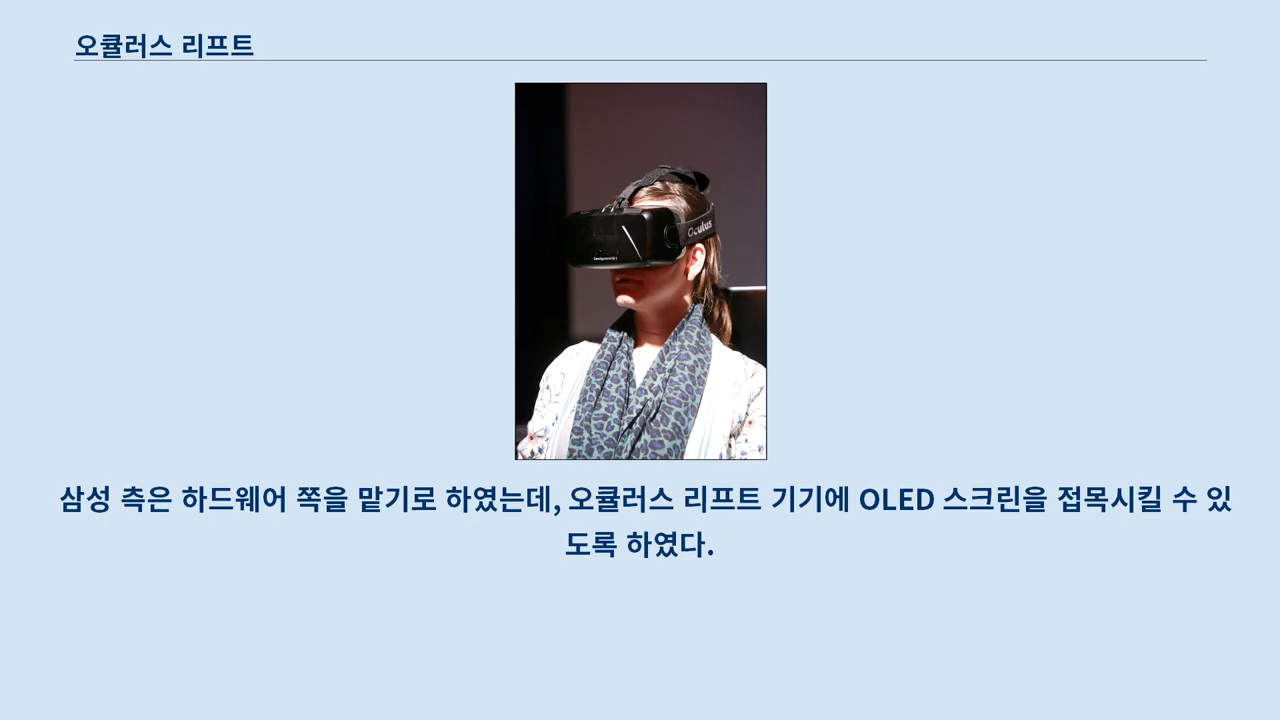 오큘러스 리프트
Oculus
삼성 측은 하드웨어 쪽을 맡기로 하였는데, 오큘러스 리프트 기기에 OLED 스크린을 접목시킬 수 있
도록 하였다.